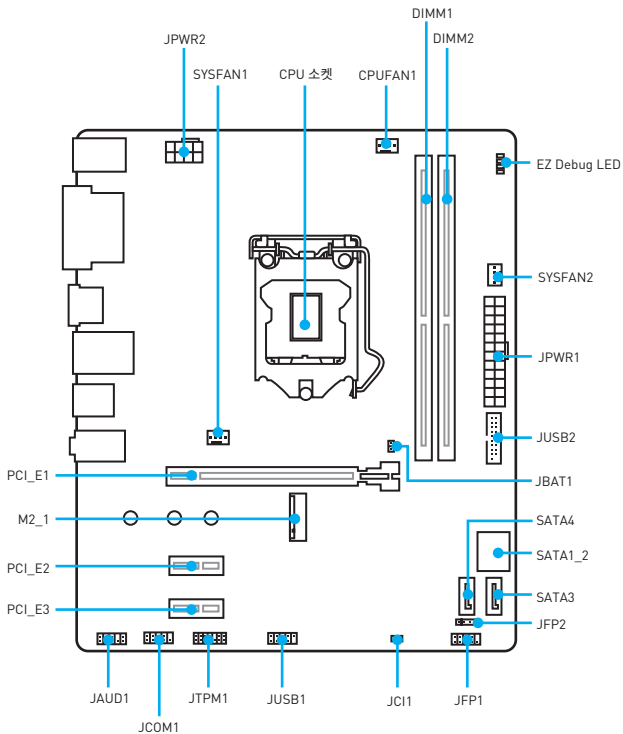 DIMM1
JPWR2
DIMM2
SYSFAN1
CPU 소켓
CPUFAN1
EZ Debug LED
SYSFAN2
JPWR1
JUSB2
PCI_E1
JBAT1
M2_1
SATA4
SATA1_2
PCI_E2
SATA3
PCI_E3
JFP2
JAUD1
JTPM1
JUSB1
JCI1
JFP1
JCOM1